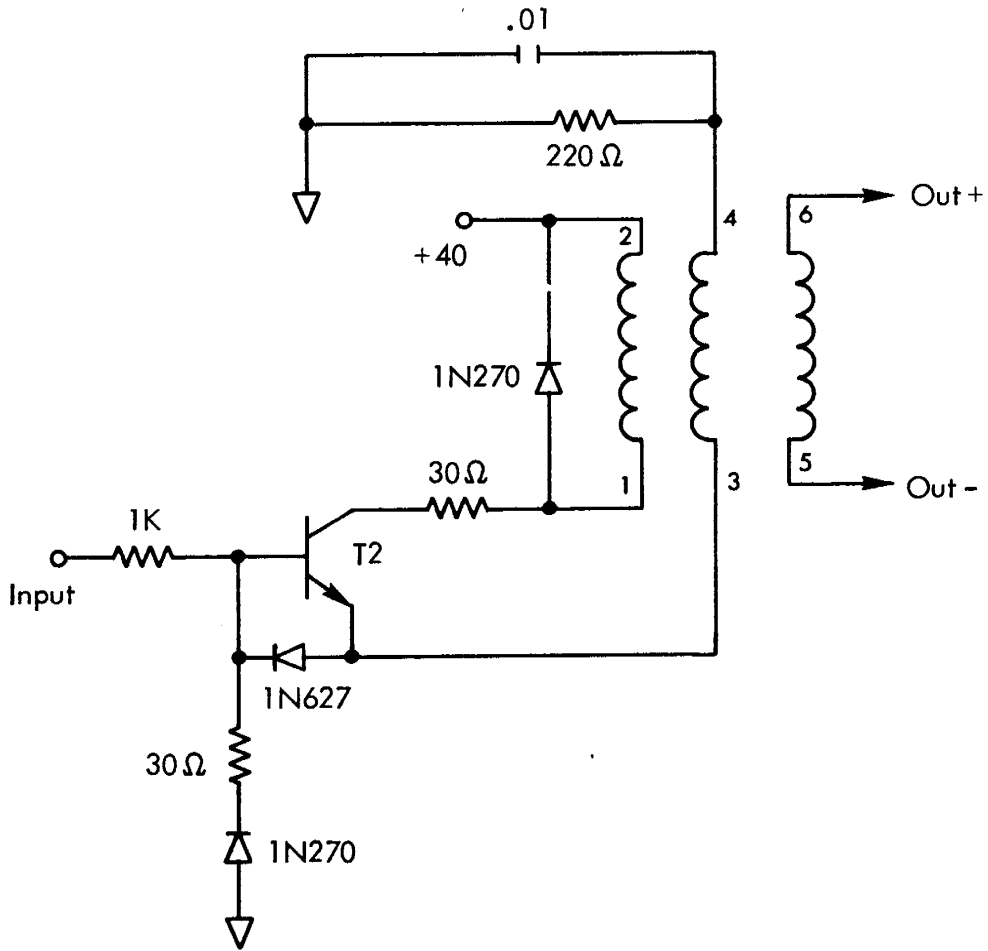 .01
220 Ω
Out +
6
4
2
+40
1N270
30 Ω
1
3
5
Out -
1K
T2
Input
1N627
30 Ω
1N270